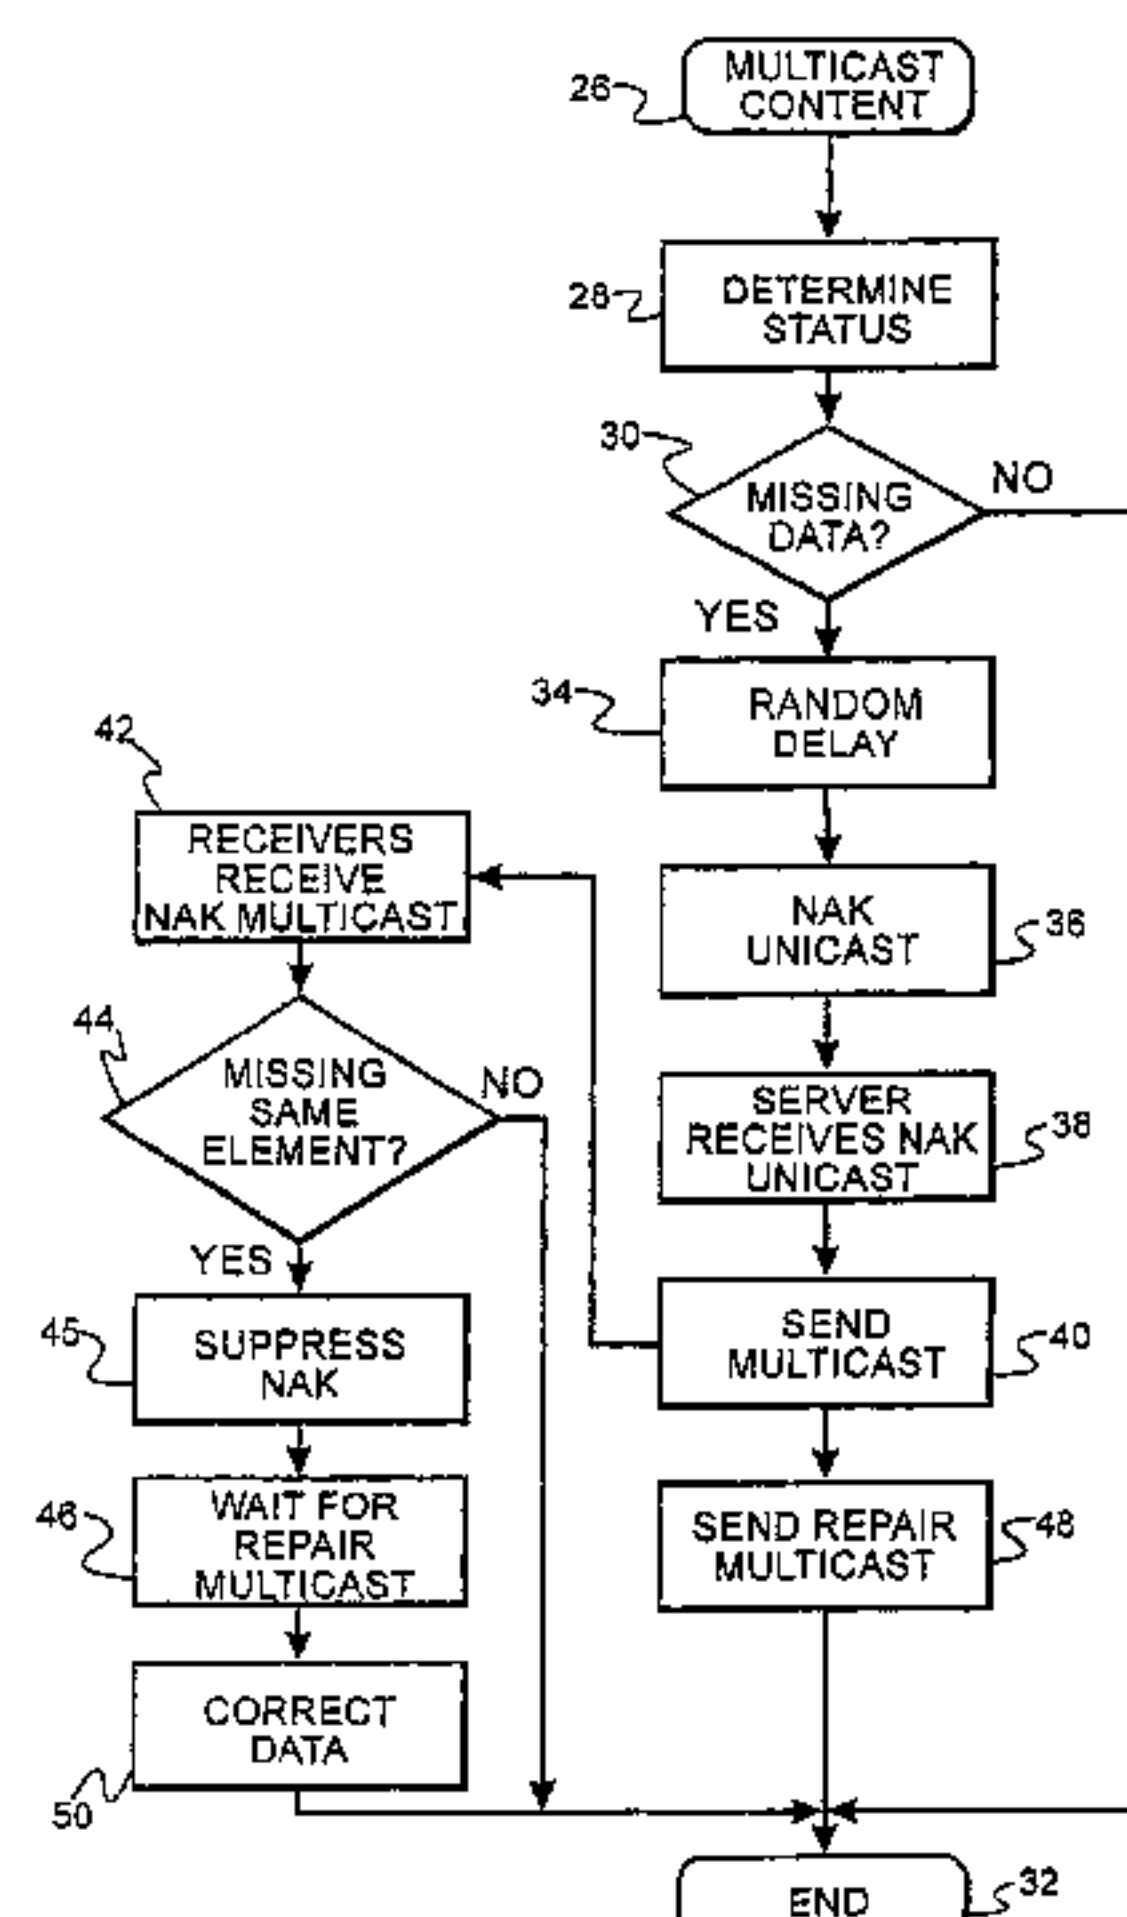 MULTICAST
CONTENT
26
DETERMINE
STATUS
28
30
MISSING
DATA?
NO
YES
34
RANDOM
DELAY
42
RECEIVERS
RECEIVE
NAK MULTICAST
NAK
UNICAST
36
44
MISSING
SAME
ELEMENT?
NO
SERVER
RECEIVES NAK
UNICAST
38
YES
45
SUPPRESS
NAK
SEND
MULTICAST
40
46
WAIT FOR
REPAIR
MULTICAST
SEND REPAIR
MULTICAST
48
CORRECT
DATA
50
END
32